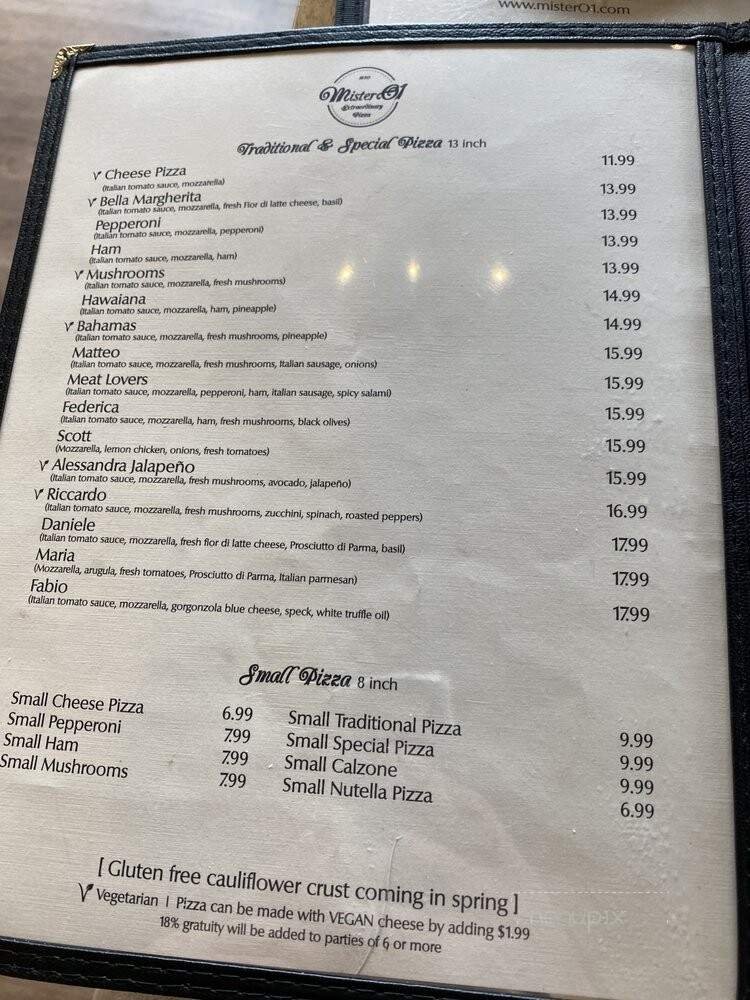 www.misterO1.com
MisterO1
Extraordinary
Pizza
Traditional & Special Pizza 13 inch
V Cheese Pizza 11.99
(Italian tomato sauce, mozzarella)
V Bella Margherita 13.99
(Italian tomato sauce, mozzarella, fresh fior di latte cheese, basil)
Pepperoni 13.99
(Italian tomato sauce, mozzarella, pepperoni)
Ham 13.99
(Italian tomato sauce, mozzarella, ham)
V Mushrooms 13.99
(Italian tomato sauce, mozzarella, fresh mushrooms)
Hawaiana 14.99
(Italian tomato sauce, mozzarella, ham, pineapple)
V Bahamas 14.99
(Italian tomato sauce, mozzarella, fresh mushrooms, pineapple)
Matteo 15.99
(Italian tomato sauce, mozzarella, fresh mushrooms, Italian sausage, onions)
Meat Lovers 15.99
(Italian tomato sauce, mozzarella, pepperoni, ham, italian sausage, spicy salami)
Federica 15.99
(Italian tomato sauce, mozzarella, ham, fresh mushrooms, black olives)
Scott 15.99
(Mozzarella, lemon chicken, onions, fresh tomatoes)
V Alessandra Jalapeño 15.99
(Italian tomato sauce, mozzarella, fresh mushrooms, avocado, jalapeño)
V Riccardo 16.99
(Italian tomato sauce, mozzarella, fresh mushrooms, zucchini, spinach, roasted peppers)
Daniele 17.99
(Italian tomato sauce, mozzarella, fresh fior di latte cheese, Prosciutto di Parma, basil)
Maria 17.99
(Mozzarella, arugula, fresh tomatoes, Prosciutto di Parma, Italian parmesan)
Fabio 17.99
(Italian tomato sauce, mozzarella, gorgonzola blue cheese, speck, white truffle oil)
Small Pizza 8 inch
Small Cheese Pizza 6.99
Small Pepperoni 7.99
Small Ham 7.99
Small Mushrooms 7.99
Small Traditional Pizza 9.99
Small Special Pizza 9.99
Small Calzone 9.99
Small Nutella Pizza 6.99
[ Gluten free cauliflower crust coming in spring ]
V Vegetarian | Pizza can be made with VEGAN cheese by adding $1.99
18% gratuity will be added to parties of 6 or more